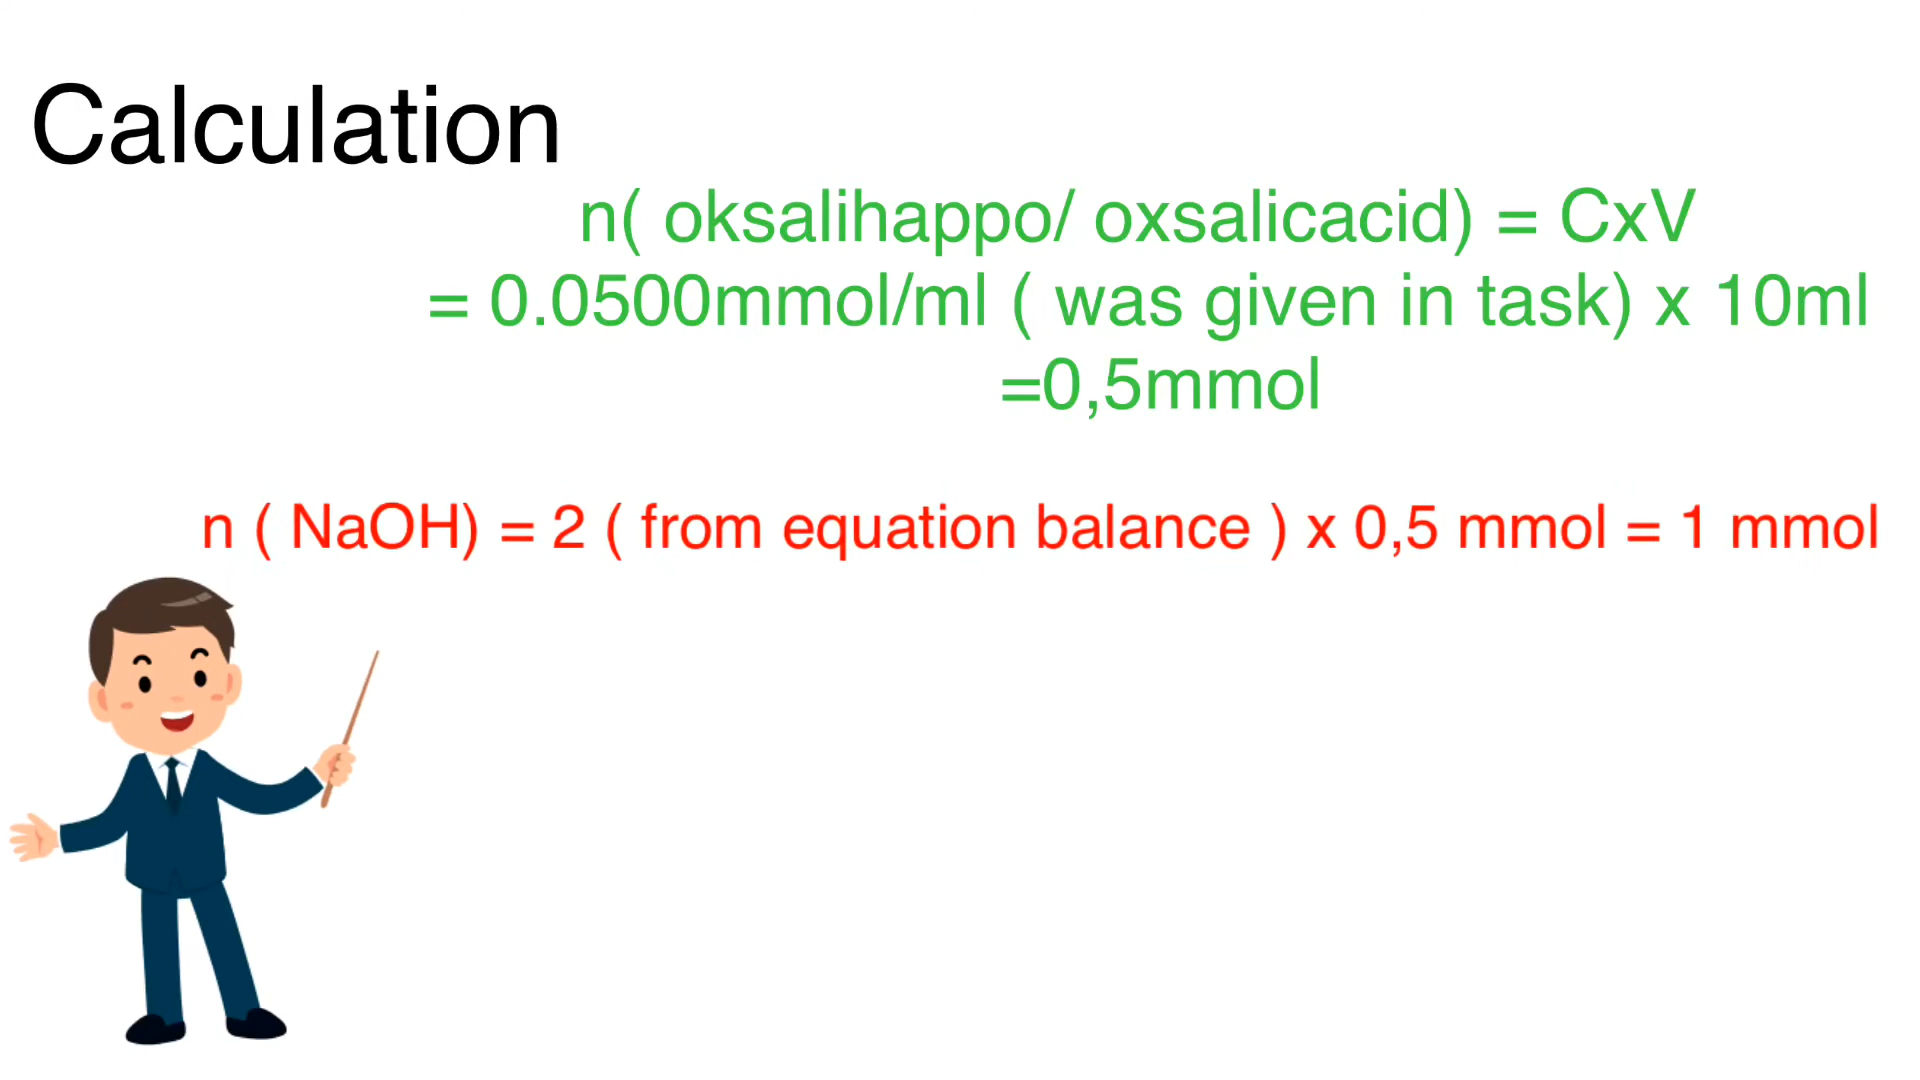 Calculation
n( oksalihappo/ oxsalicacid) = CxV
= 0.0500mmol/ml ( was given in task) x 10ml
=0,5mmol
n ( NaOH) = 2 ( from equation balance ) x 0,5 mmol = 1 mmol